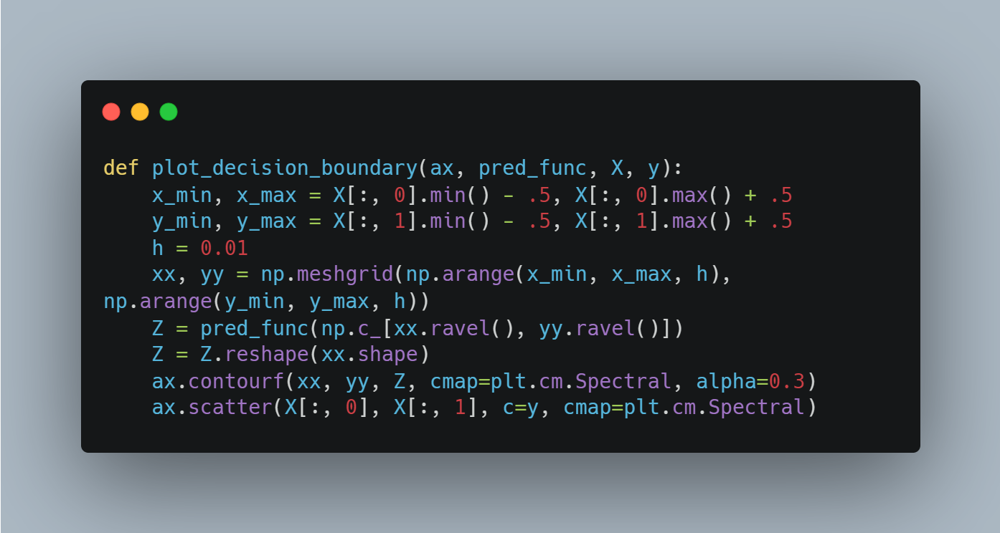 def plot_decision_boundary(ax, pred_func, X, y):
    x_min, x_max = X[:, 0].min() - .5, X[:, 0].max() + .5
    y_min, y_max = X[:, 1].min() - .5, X[:, 1].max() + .5
    h = 0.01
    xx, yy = np.meshgrid(np.arange(x_min, x_max, h),
np.arange(y_min, y_max, h))
    Z = pred_func(np.c_[xx.ravel(), yy.ravel()])
    Z = Z.reshape(xx.shape)
    ax.contourf(xx, yy, Z, cmap=plt.cm.Spectral, alpha=0.3)
    ax.scatter(X[:, 0], X[:, 1], c=y, cmap=plt.cm.Spectral)